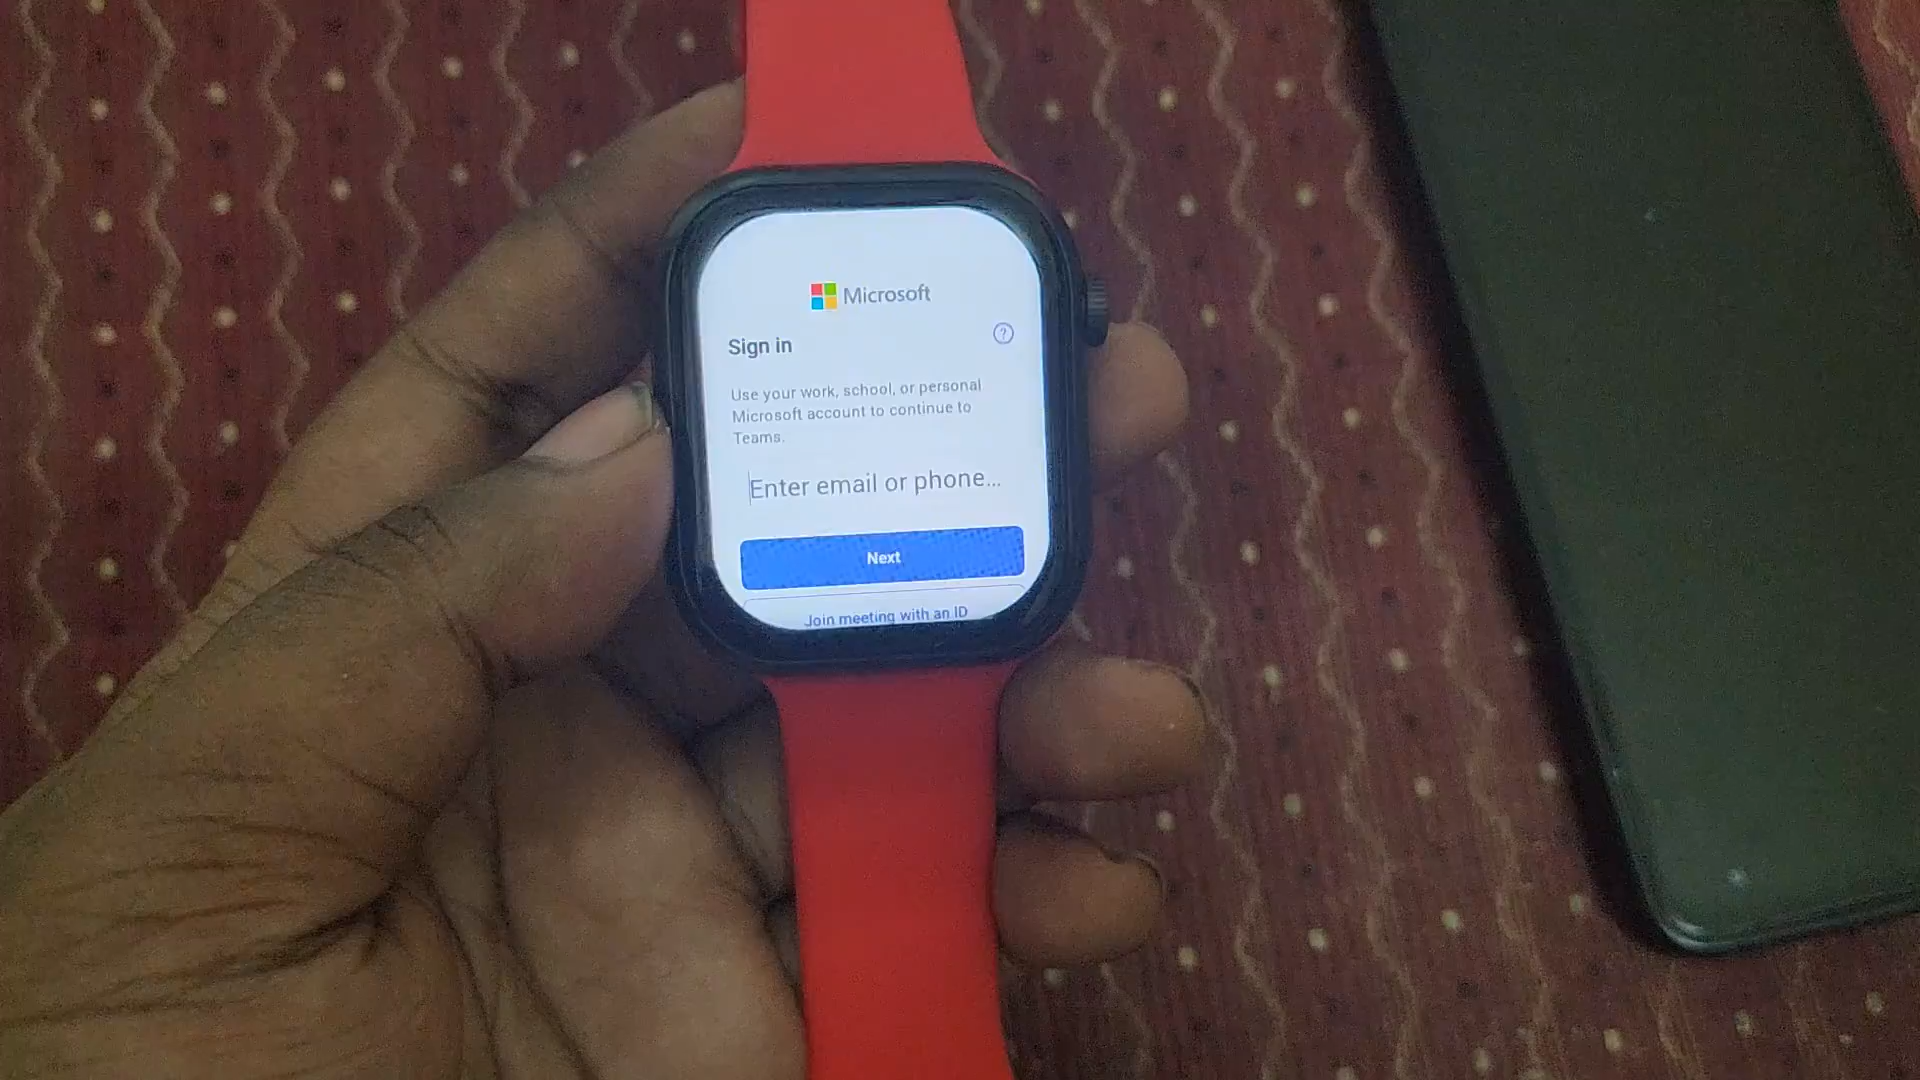 Microsoft
Sign in
?
Use your work, school, or personal
Microsoft account to continue to
Teams.
Enter email or phone...
Next
Join meeting with an ID